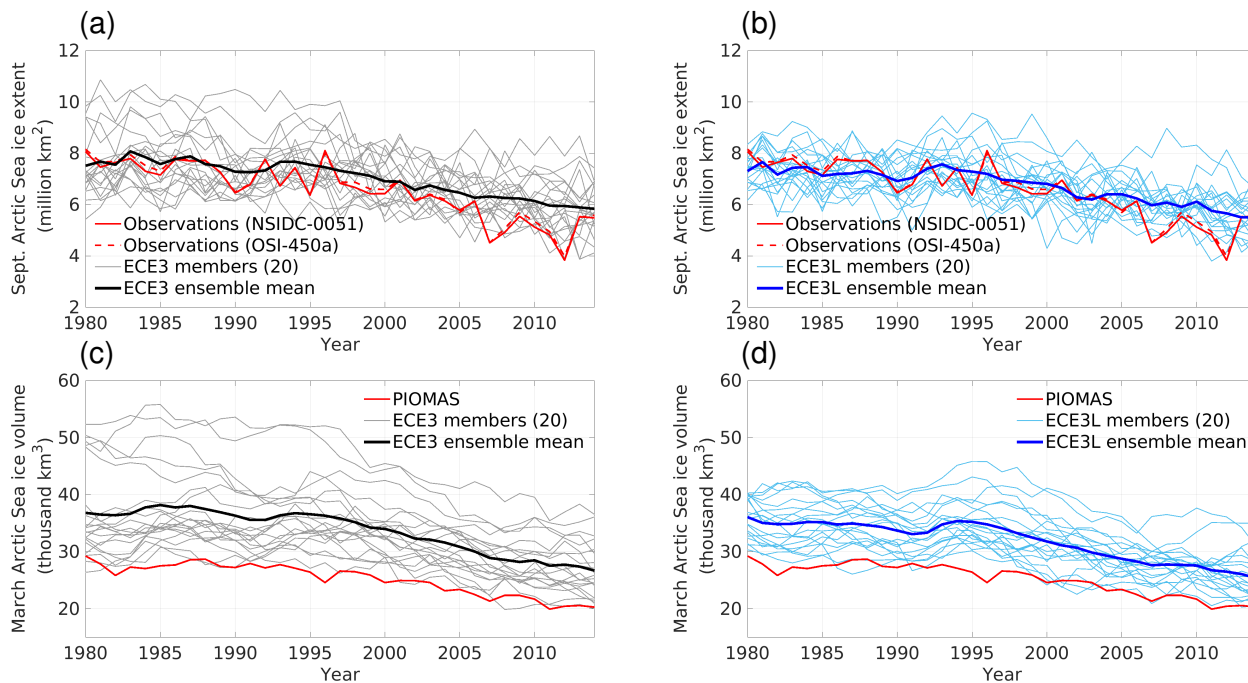 (a)
12
10
8
6
4
2
Sept. Arctic Sea ice extent
(million km²)
Observations (NSIDC-0051)
Observations (OSI-450a)
ECE3 members (20)
ECE3 ensemble mean
1980 1985 1990 1995 2000 2005 2010
Year
(b)
12
10
8
6
4
2
Sept. Arctic Sea ice extent
(million km²)
Observations (NSIDC-0051)
Observations (OSI-450a)
ECE3L members (20)
ECE3L ensemble mean
1980 1985 1990 1995 2000 2005 2010
Year
(c)
60
50
40
30
20
March Arctic Sea ice volume
(thousand km³)
PIOMAS
ECE3 members (20)
ECE3 ensemble mean
1980 1985 1990 1995 2000 2005 2010
Year
(d)
60
50
40
30
20
March Arctic Sea ice volume
(thousand km³)
PIOMAS
ECE3L members (20)
ECE3L ensemble mean
1980 1985 1990 1995 2000 2005 2010
Year